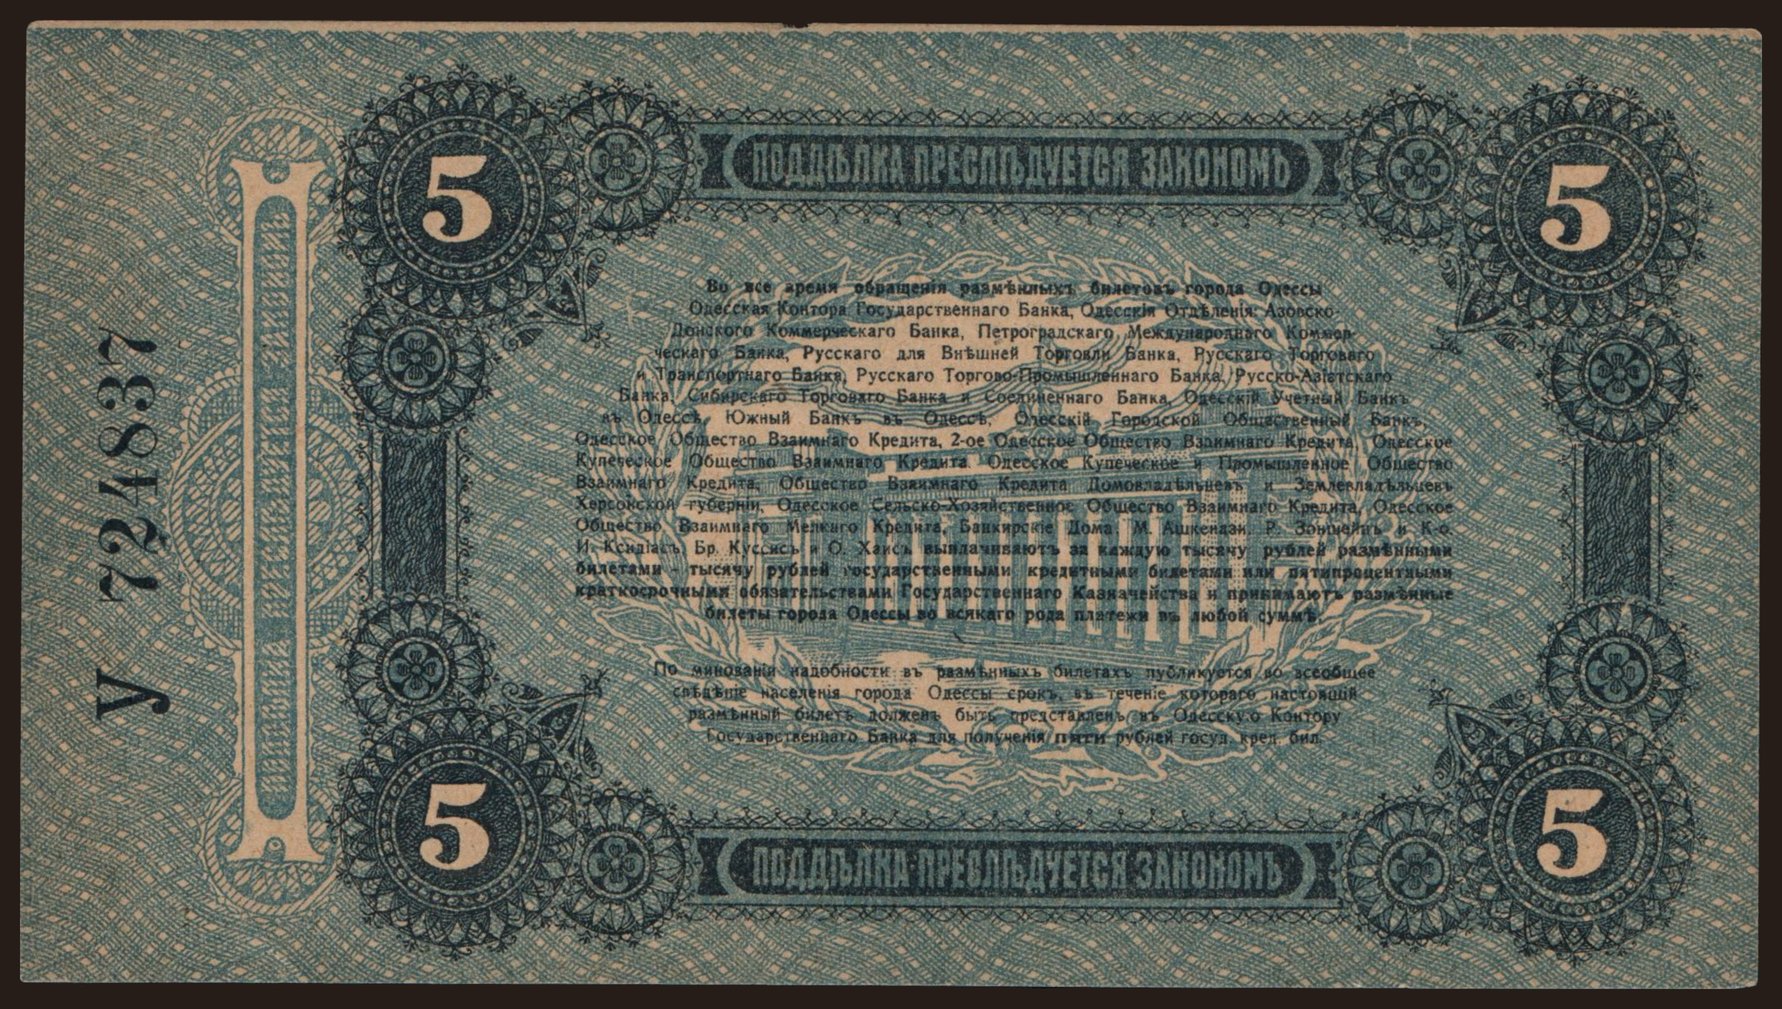 5
ПОДДѢЛКА ПРЕСЛѢДУЕТСЯ ЗАКОНОМЪ
5
У 724837
Во все время обращенія размѣнныхъ билетовъ города Одессы
Одесская Контора Государственнаго Банка, Одесскія Отдѣленія: Азовско-
Донского Коммерческаго Банка, Петроградскаго Международнаго Коммер-
ческаго Банка, Русскаго для Внѣшней Торговли Банка, Русскаго Торговаго
и Транспортнаго Банка, Русскаго Торгово-Промышленнаго Банка, Русско-Азіатскаго
Банка, Сибирскаго Торговаго Банка и Соединеннаго Банка, Одесскій Учетный Банкъ
въ Одессѣ, Южный Банкъ въ Одессѣ, Одесскій Городской Общественный Банкъ,
Одесское Общество Взаимнаго Кредита, 2-ое Одесское Общество Взаимнаго Кредита, Одесское
Купеческое Общество Взаимнаго Кредита, Одесское Купеческое и Промышленное Общество
Взаимнаго Кредита, Общество Взаимнаго Кредита Домовладѣльцевъ и Землевладѣльцевъ
Херсонской губерніи, Одесское Сельско-Хозяйственное Общество Взаимнаго Кредита, Одесское
Общество Взаимнаго Мелкаго Кредита, Банкирскіе Дома: М. Ашкенази, Р. Зонщейнъ и К-о.
И. Ксидіасъ, Бр. Куссисъ и О. Хаисъ выплачиваютъ за каждую тысячу рублей размѣнными
билетами - тысячу рублей государственными кредитными билетами или пятипроцентными
краткосрочными обязательствами Государственнаго Казначейства и принимаютъ размѣнные
билеты города Одессы во всякаго рода платежи въ любой суммѣ.
По минованіи надобности въ размѣнныхъ билетахъ публикуется во всеобщее
свѣдѣніе населенія города Одессы срокъ, въ теченіе котораго настоящій
размѣнный билетъ долженъ быть представленъ въ Одесскую Контору
Государственнаго Банка для полученія пяти рублей госуд. кред. бил.
5
ПОДДѢЛКА ПРЕСЛѢДУЕТСЯ ЗАКОНОМЪ
5